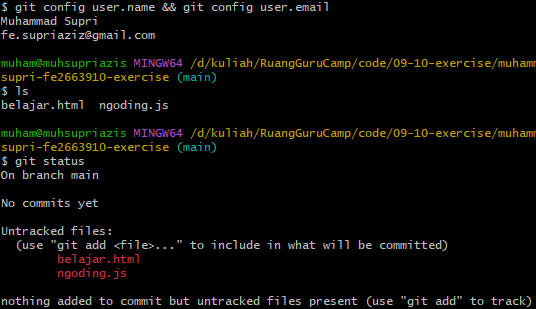 $ git config user.name && git config user.email
Muhammad Supri
fe.supriaziz@gmail.com
muham@muhsupriazis MINGW64 /d/kuliah/RuangGuruCamp/code/09-10-exercise/muhamm
supri-fe2663910-exercise (main)
$ ls
belajar.html  ngoding.js
muham@muhsupriazis MINGW64 /d/kuliah/RuangGuruCamp/code/09-10-exercise/muhamm
supri-fe2663910-exercise (main)
$ git status
On branch main
No commits yet
Untracked files:
  (use "git add <file>..." to include in what will be committed)
        belajar.html
        ngoding.js
nothing added to commit but untracked files present (use "git add" to track)